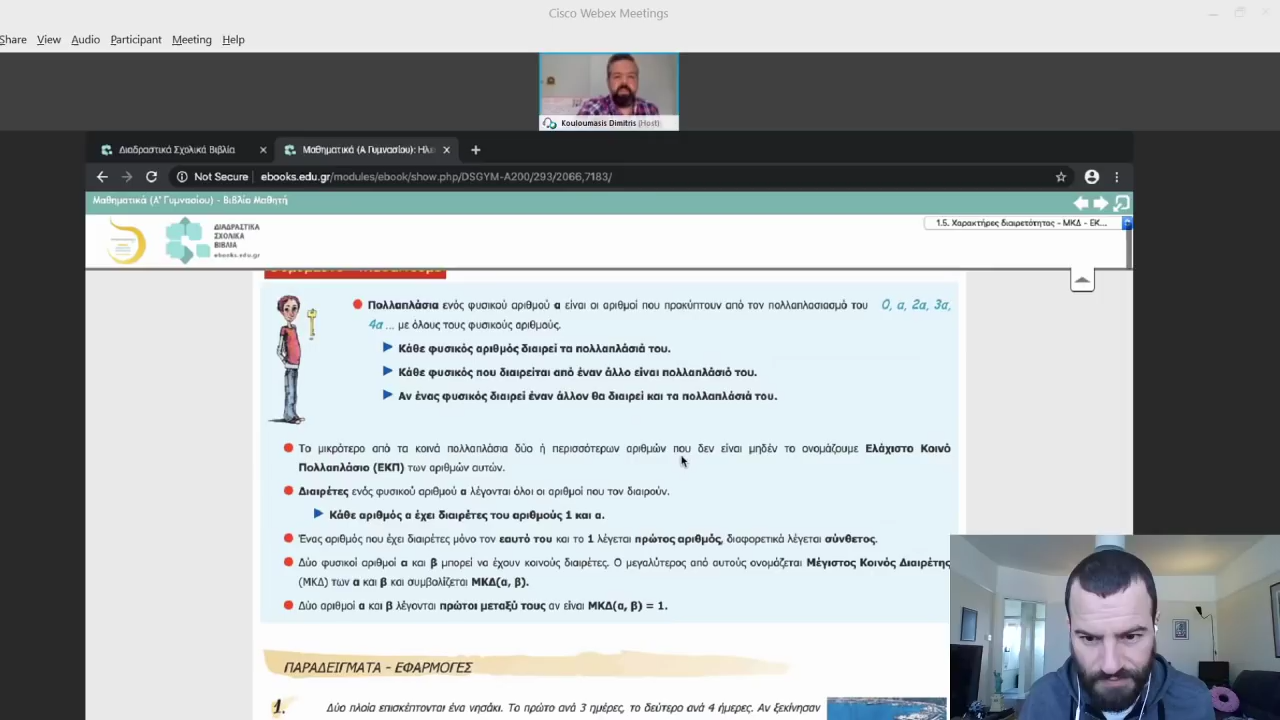 Cisco Webex Meetings
Share View Audio Participant Meeting Help
Kouloumasis Dimitris (Host)
Διαδραστικά Σχολικά Βιβλία
Μαθηματικά (Α Γυμνασίου): Ηλε
Not Secure ebooks.edu.gr/modules/ebook/show.php/DSGYM-A200/293/2066,7183/
Μαθηματικά (Α' Γυμνασίου) - Βιβλίο Μαθητή
ΔΙΑΔΡΑΣΤΙΚΑ
ΣΧΟΛΙΚΑ
ΒΙΒΛΙΑ
ebooks.edu.gr
1.5. Χαρακτήρες διαιρετότητας - ΜΚΔ - ΕΚ...
Πολλαπλάσια ενός φυσικού αριθμού α είναι οι αριθμοί που προκύπτουν από τον πολλαπλασιασμό του 0, α, 2α, 3α,
4α ... με όλους τους φυσικούς αριθμούς.
Κάθε φυσικός αριθμός διαιρεί τα πολλαπλάσιά του.
Κάθε φυσικός που διαιρείται από έναν άλλο είναι πολλαπλάσιό του.
Αν ένας φυσικός διαιρεί έναν άλλον θα διαιρεί και τα πολλαπλάσιά του.
Το μικρότερο από τα κοινά πολλαπλάσια δύο ή περισσότερων αριθμών που δεν είναι μηδέν το ονομάζουμε Ελάχιστο Κοινό
Πολλαπλάσιο (ΕΚΠ) των αριθμών αυτών.
Διαιρέτες ενός φυσικού αριθμού α λέγονται όλοι οι αριθμοί που τον διαιρούν.
Κάθε αριθμός α έχει διαιρέτες του αριθμούς 1 και α.
Ένας αριθμός που έχει διαιρέτες μόνο τον εαυτό του και το 1 λέγεται πρώτος αριθμός, διαφορετικά λέγεται σύνθετος.
Δύο φυσικοί αριθμοί α και β μπορεί να έχουν κοινούς διαιρέτες. Ο μεγαλύτερος από αυτούς ονομάζεται Μέγιστος Κοινός Διαιρέτης
(ΜΚΔ) των α και β και συμβολίζεται ΜΚΔ(α, β).
Δύο αριθμοί α και β λέγονται πρώτοι μεταξύ τους αν είναι ΜΚΔ(α, β) = 1.
ΠΑΡΑΔΕΙΓΜΑΤΑ - ΕΦΑΡΜΟΓΕΣ
1. Δύο πλοία επισκέπτονται ένα νησάκι. Το πρώτο ανά 3 ημέρες, το δεύτερο ανά 4 ήμερες. Αν ξεκίνησαν